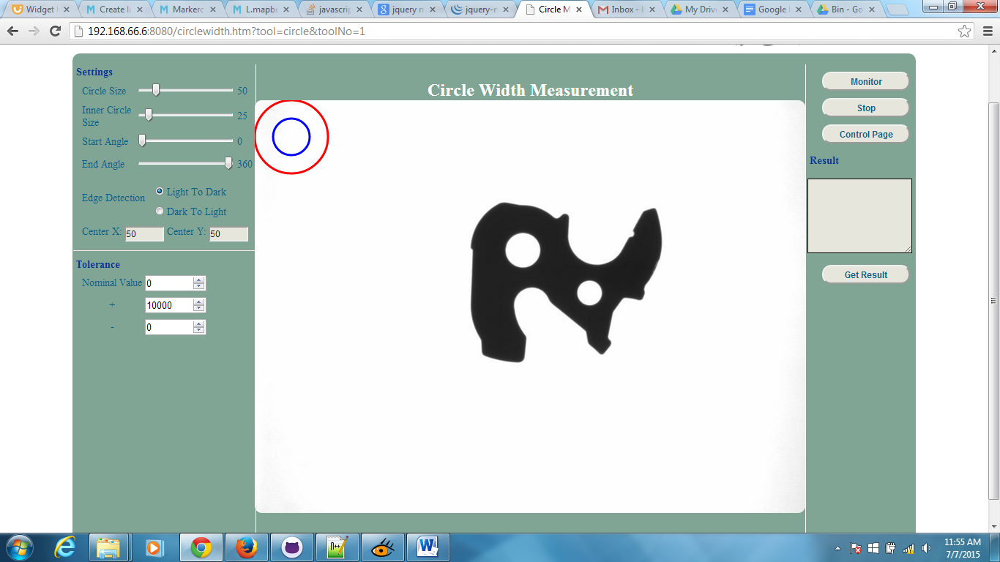 Widget
Create la
Markerc
L.mapb
javascrip
jquery m
jquery-r
Circle M
Inbox -
My Driv
Google
Bin - Go
192.168.66.6:8080/circlewidth.htm?tool=circle&toolNo=1
Settings
Circle Size 50
Inner Circle
Size 25
Start Angle 0
End Angle 360
Edge Detection
Light To Dark
Dark To Light
Center X: 50 Center Y: 50
Tolerance
Nominal Value 0
+ 10000
- 0
Circle Width Measurement
Monitor
Stop
Control Page
Result
Get Result
11:55 AM
7/7/2015